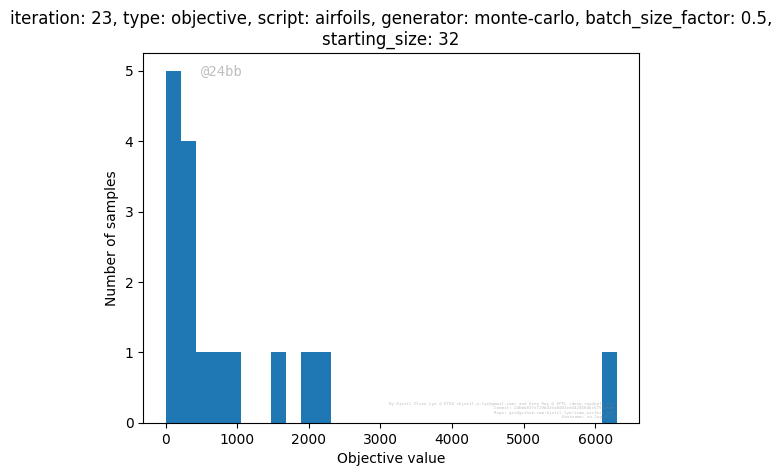 iteration: 23, type: objective, script: airfoils, generator: monte-carlo, batch_size_factor: 0.5,
starting_size: 32
@24bb
5
4
3
2
1
0
Number of samples
0 1000 2000 3000 4000 5000 6000
Objective value